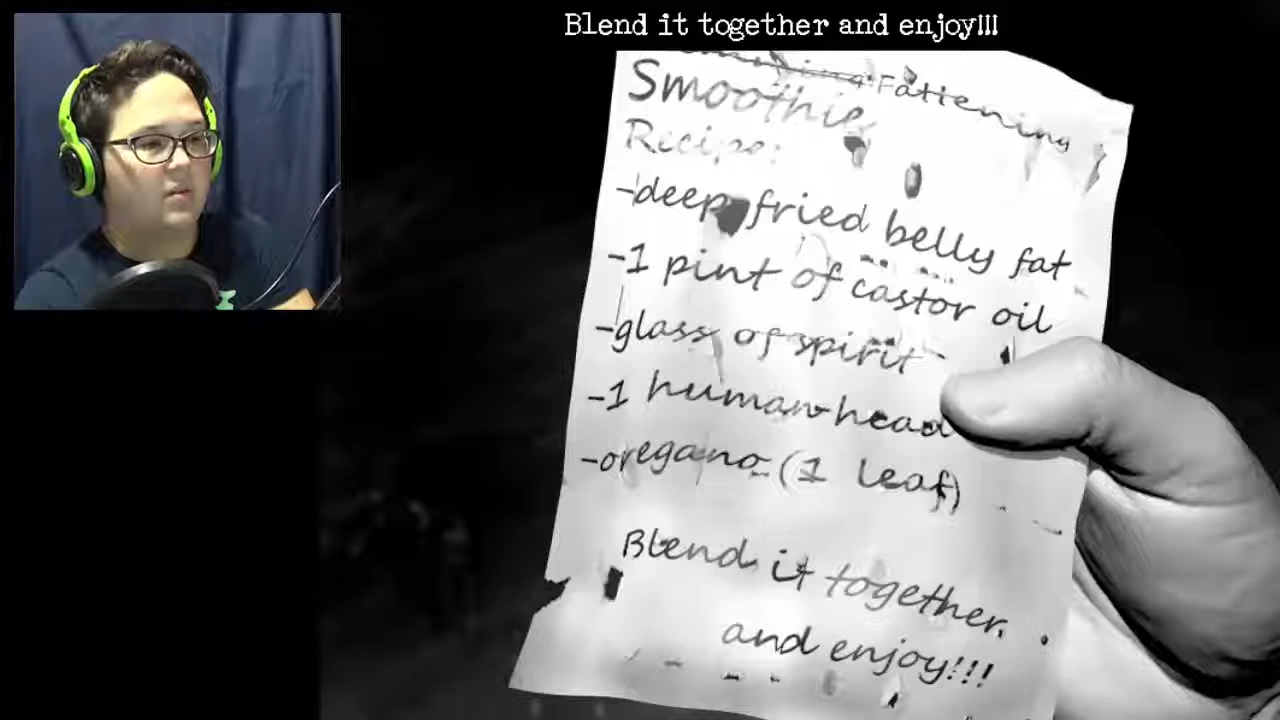 Blend it together and enjoy!!!
Fattening
Smoothie
Recipe:
-deep fried belly fat
-1 pint of castor oil
-glass of spirit
-1 human head
-oregano (1 leaf)
Blend it together.
and enjoy!!!